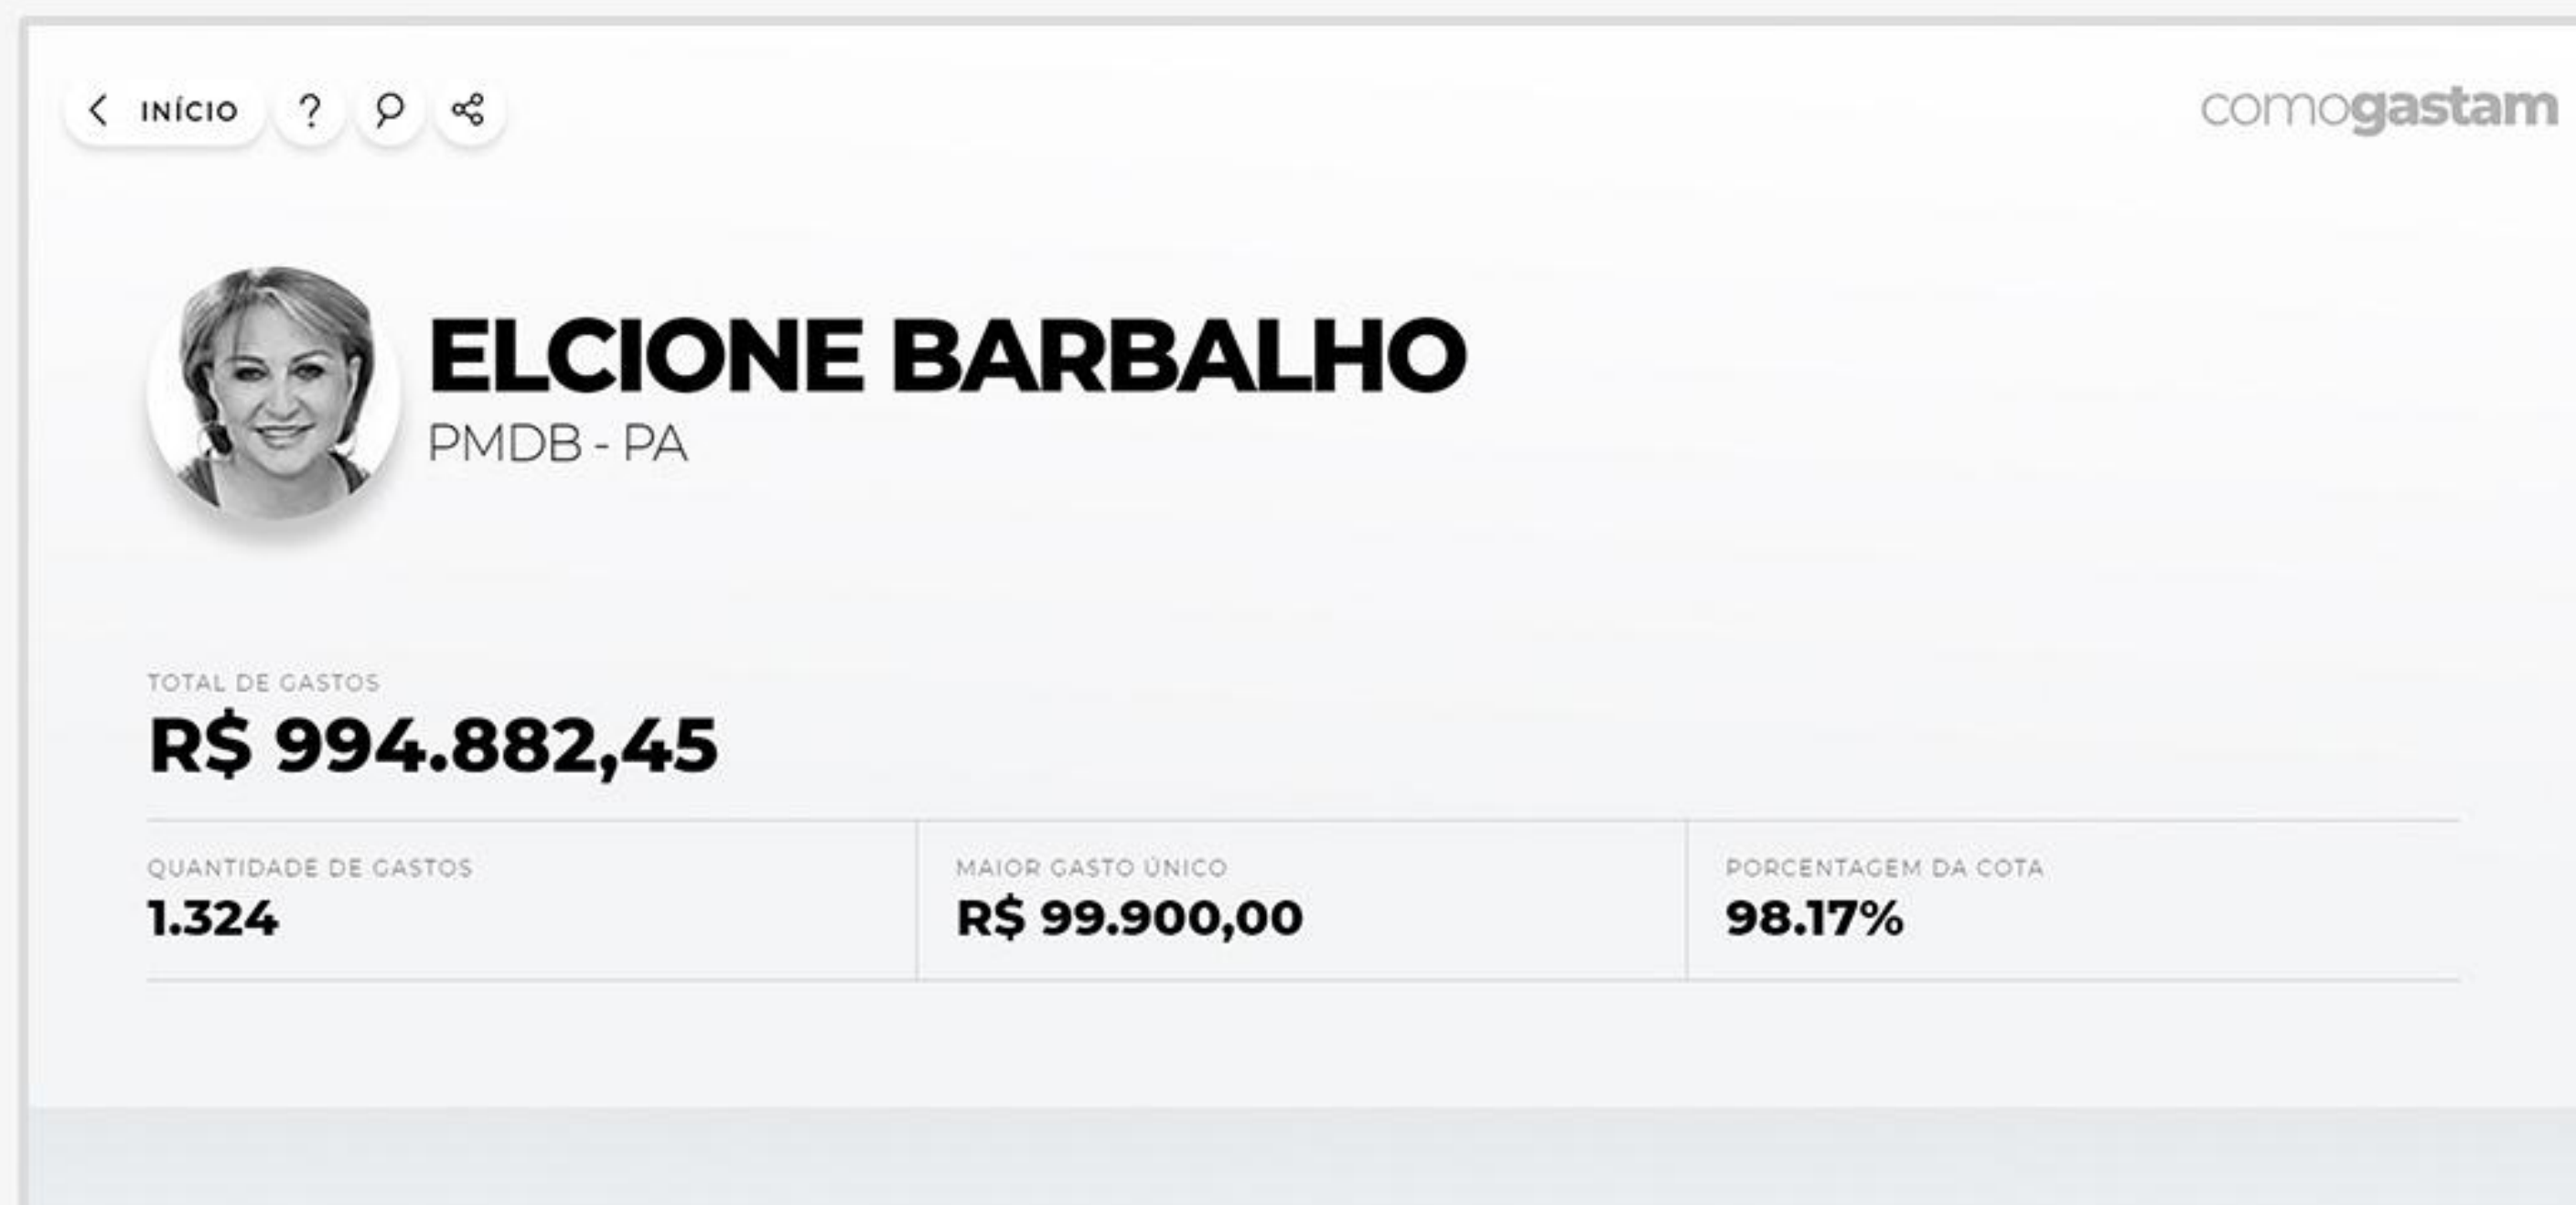 INÍCIO ?
comogastam
ELCIONE BARBALHO
PMDB - PA
TOTAL DE GASTOS
R$ 994.882,45
QUANTIDADE DE GASTOS
1.324
MAIOR GASTO ÚNICO
R$ 99.900,00
PORCENTAGEM DA COTA
98.17%